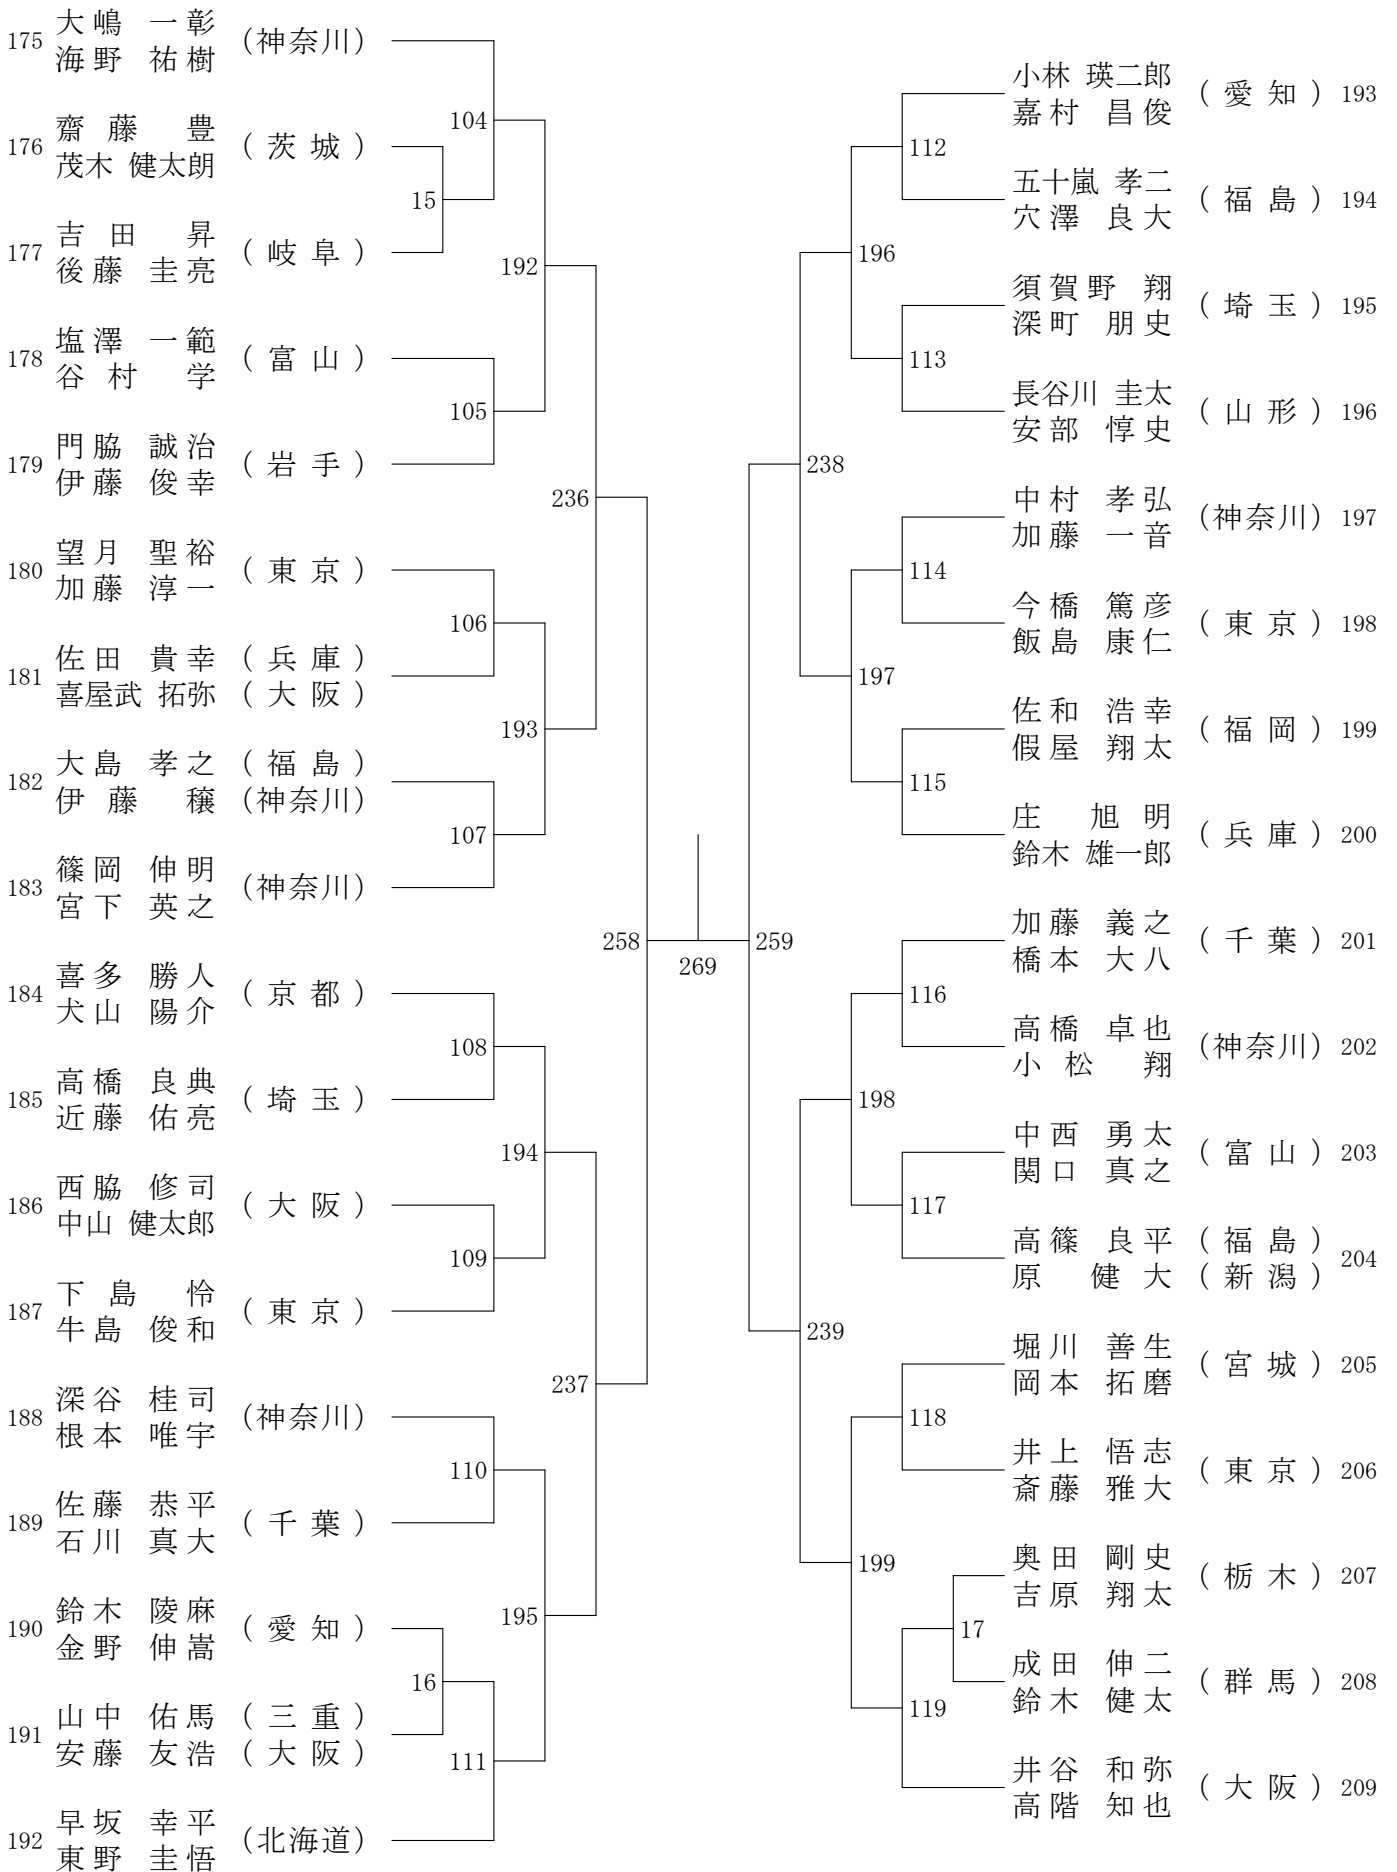 175 大嶋 一彰 (神奈川)
海野 祐樹
104
176 齋藤 豊 (茨城)
茂木 健太朗
15
177 吉田 昇 (岐阜)
後藤 圭亮
192
178 塩澤 一範 (富山)
谷村 学
105
179 門脇 誠治 (岩手)
伊藤 俊幸
236
180 望月 聖裕 (東京)
加藤 淳一
106
181 佐田 貴幸 (兵庫)
喜屋武 拓弥 (大阪)
193
182 大島 孝之 (福島)
伊藤 穣 (神奈川)
107
183 篠岡 伸明 (神奈川)
宮下 英之
258
184 喜多 勝人 (京都)
犬山 陽介
108
185 高橋 良典 (埼玉)
近藤 佑亮
194
186 西脇 修司 (大阪)
中山 健太郎
109
187 下島 怜 (東京)
牛島 俊和
237
188 深谷 桂司 (神奈川)
根本 唯宇
110
189 佐藤 恭平 (千葉)
石川 真大
195
190 鈴木 陵麻 (愛知)
金野 伸嵩
16
191 山中 佑馬 (三重)
安藤 友浩 (大阪)
111
192 早坂 幸平 (北海道)
東野 圭悟
269
小林 瑛二郎 (愛知) 193
嘉村 昌俊
112
五十嵐 孝二 (福島) 194
穴澤 良大
196
須賀野 翔 (埼玉) 195
深町 朋史
113
長谷川 圭太 (山形) 196
安部 惇史
238
中村 孝弘 (神奈川) 197
加藤 一音
114
今橋 篤彦 (東京) 198
飯島 康仁
197
佐和 浩幸 (福岡) 199
假屋 翔太
115
庄 旭明 (兵庫) 200
鈴木 雄一郎
259
加藤 義之 (千葉) 201
橋本 大八
116
高橋 卓也 (神奈川) 202
小松 翔
198
中西 勇太 (富山) 203
関口 真之
117
高篠 良平 (福島) 204
原 健大 (新潟)
239
堀川 善生 (宮城) 205
岡本 拓磨
118
井上 悟志 (東京) 206
斎藤 雅大
199
奥田 剛史 (栃木) 207
吉原 翔太
17
成田 伸二 (群馬) 208
鈴木 健太
119
井谷 和弥 (大阪) 209
高階 知也